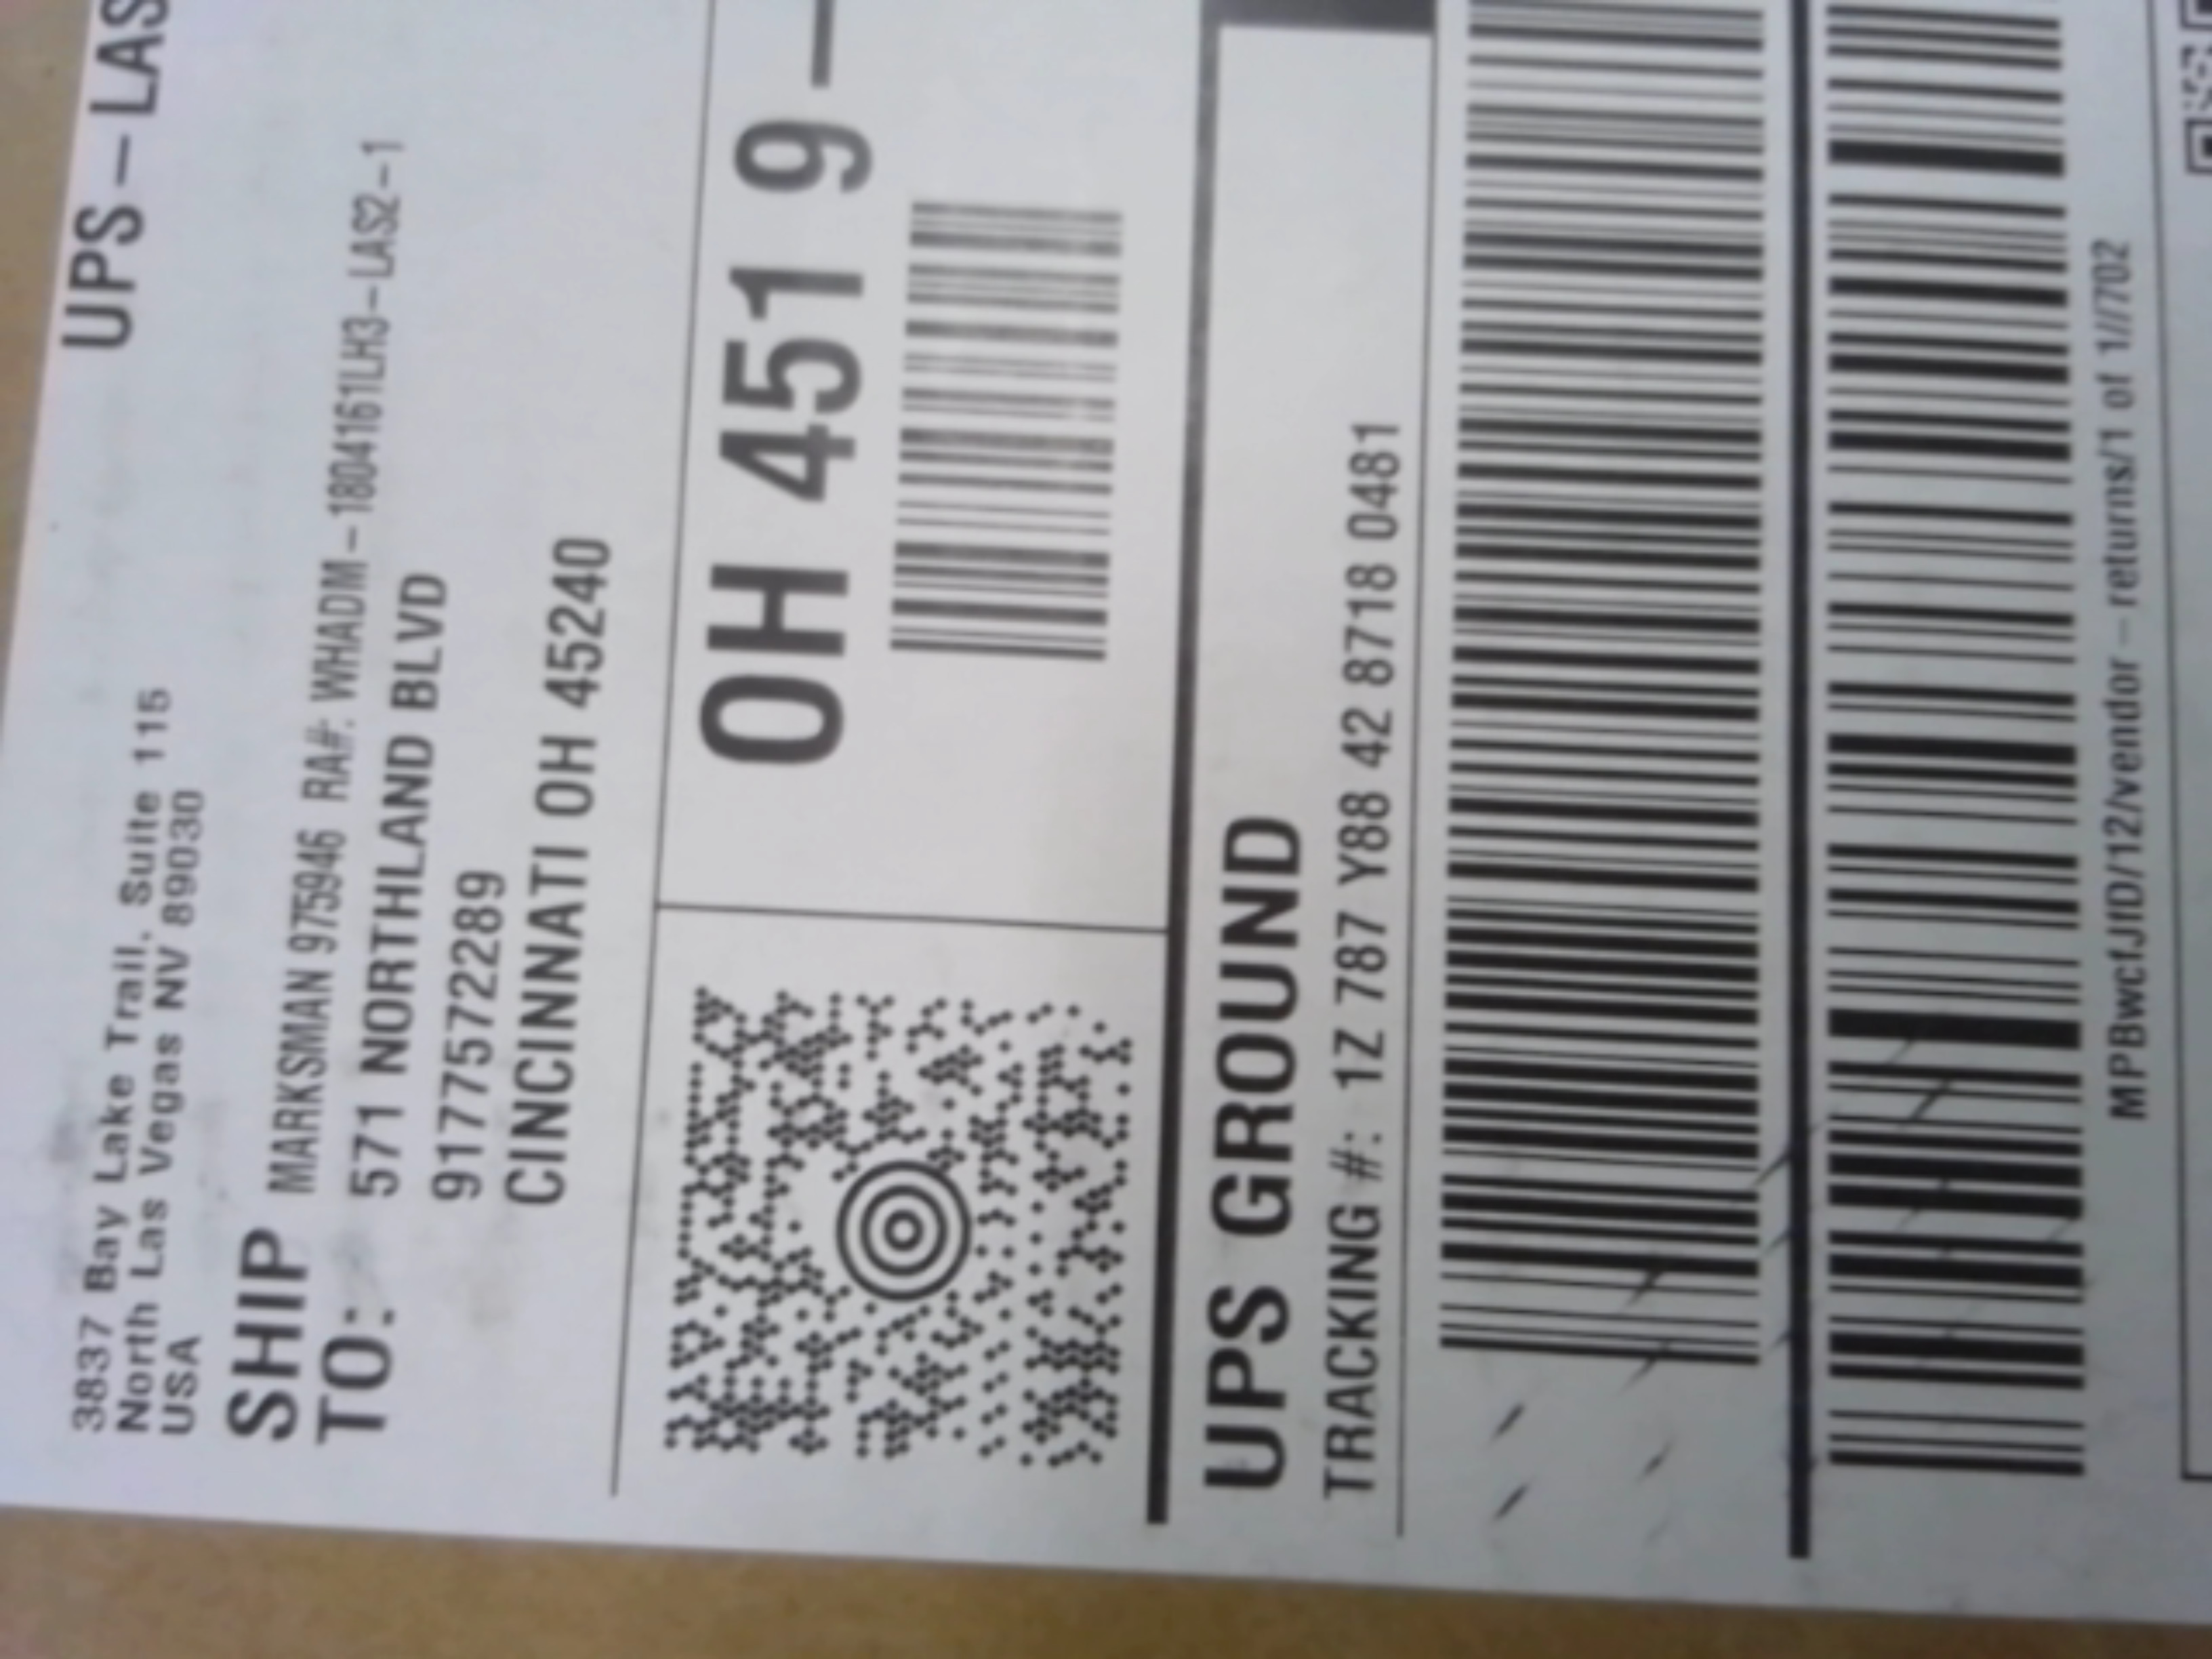 UPS – LAS
3837 Bay Lake Trail, Suite 115
North Las Vegas NV 89030
USA
SHIP
TO:
MARKSMAN 975946 RA#: WHADM – 1804161LH3–LAS2–1
571 NORTHLAND BLVD
9177572289
CINCINNATI OH 45240
OH 451 9 –
UPS GROUND
TRACKING #: 1Z 787 Y88 42 8718 0481
MPBwcfJfD/12/vendor – returns/1 of 1//702